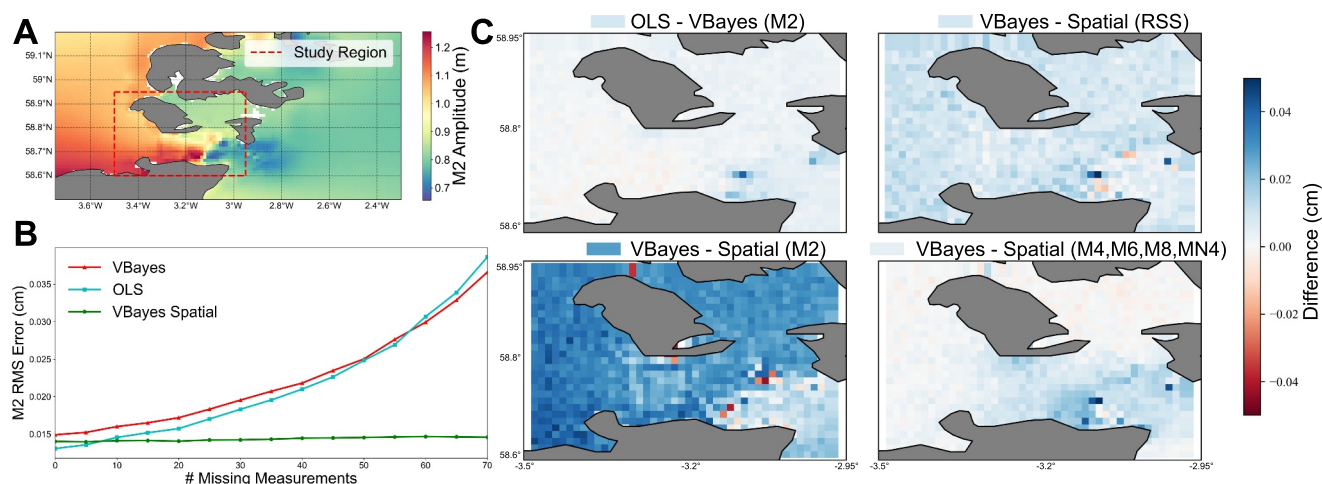 A
59.1°N
59°N
58.9°N
58.8°N
58.7°N
58.6°N
3.6°W
3.4°W
3.2°W
3°W
2.8°W
2.6°W
2.4°W
Study Region
1.2
1.1
1.0
0.9
0.8
0.7
M2 Amplitude (m)
B
VBayes
OLS
VBayes Spatial
0.035
0.030
0.025
0.020
0.015
M2 RMS Error (cm)
0
10
20
30
40
50
60
70
# Missing Measurements
C
OLS - VBayes (M2)
58.95°
58.8°
58.6°
VBayes - Spatial (RSS)
VBayes - Spatial (M2)
58.95°
58.8°
58.6°
-3.5°
-3.2°
-2.95°
VBayes - Spatial (M4,M6,M8,MN4)
-3.5°
-3.2°
-2.95°
0.04
0.02
0.00
−0.02
−0.04
Difference (cm)